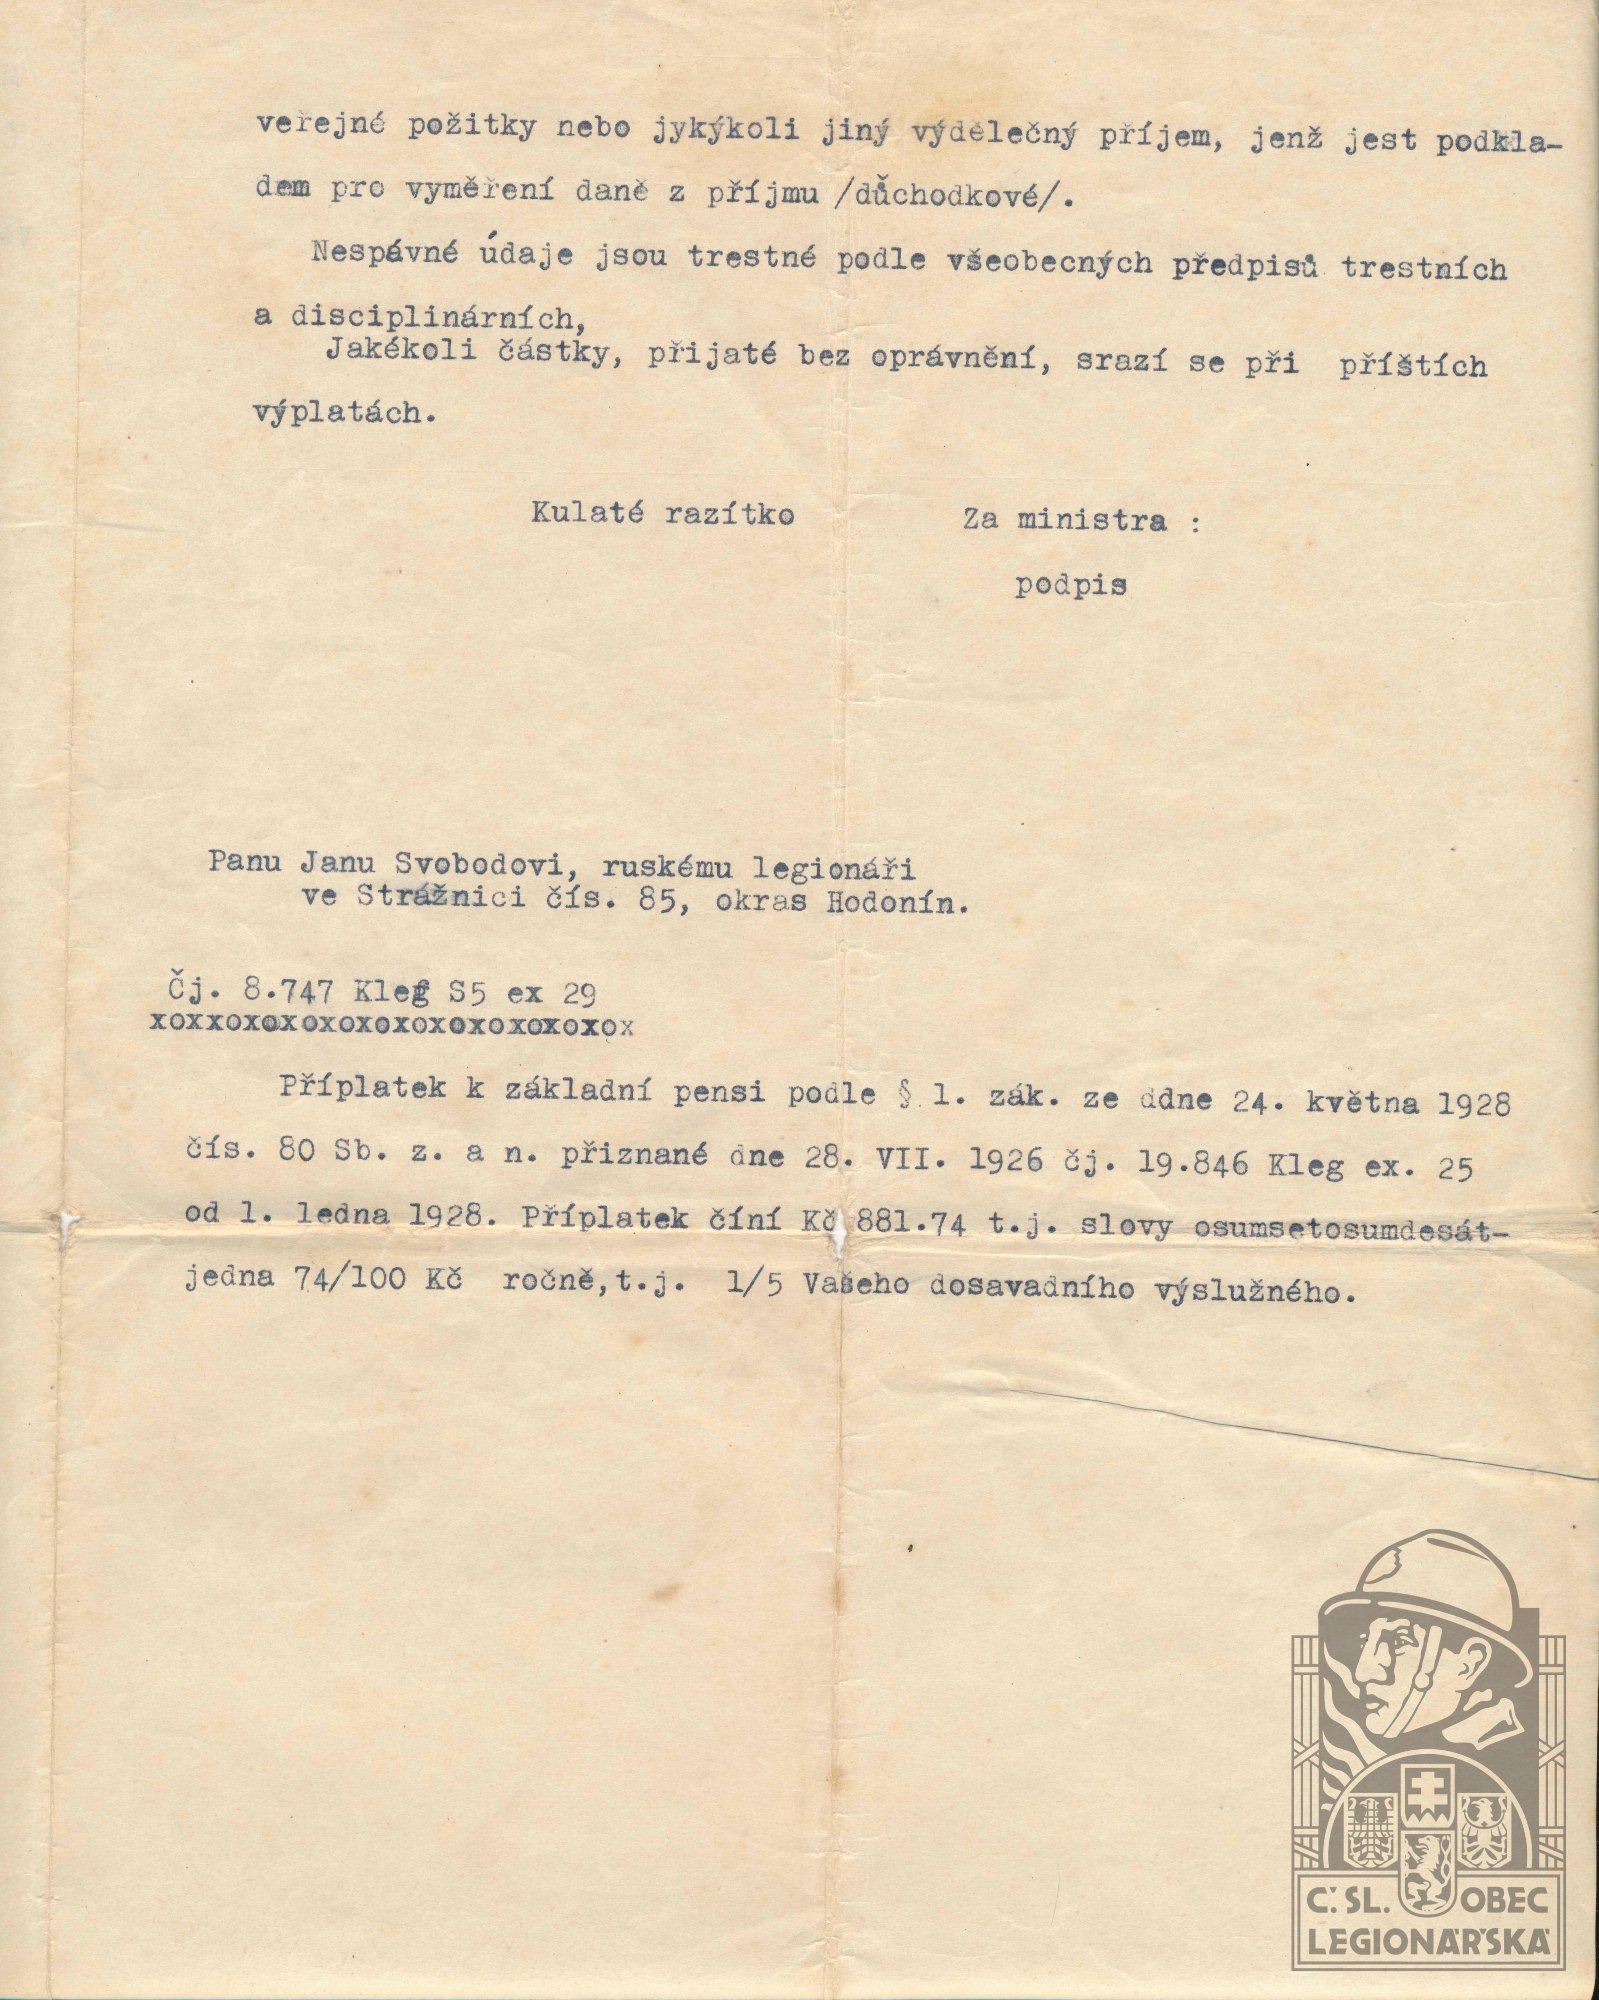 veřejné požitky nebo jykýkoli jiný výdělečný příjem, jenž jest podkla-
dem pro vyměření daně z příjmu /důchodkové/.
Nespávné údaje jsou trestné podle všeobecných předpisů trestních
a disciplinárních,
Jakékoli částky, přijaté bez oprávnění, srazí se při příštích
výplatách.
Kulaté razítko Za ministra :
podpis
Panu Janu Svobodovi, ruskému legionáři
ve Strážnici čís. 85, okras Hodonín.
Čj. 8.747 Kleg S5 ex 29
xoxxoxoxoxoxoxoxoxoxoxoxox
Příplatek k základní pensi podle § 1. zák. ze ddne 24. května 1928
čís. 80 Sb. z. a n. přiznané dne 28. VII. 1926 čj. 19.846 Kleg ex. 25
od 1. ledna 1928. Příplatek číní Kč 881.74 t.j. slovy osumsetosumdesát-
jedna 74/100 Kč ročně,t.j. 1/5 Vašeho dosavadního výslužného.
Č.SL. OBEC
LEGIONÁŘSKÁ